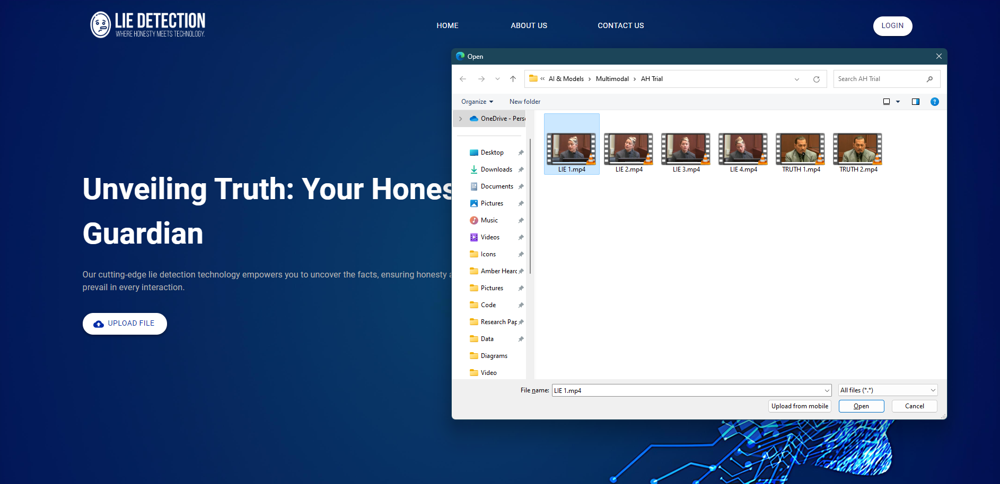 LIE DETECTION
WHERE HONESTY MEETS TECHNOLOGY.
HOME
ABOUT US
CONTACT US
LOGIN
Unveiling Truth: Your Hones
Guardian
Our cutting-edge lie detection technology empowers you to uncover the facts, ensuring honesty a
prevail in every interaction.
UPLOAD FILE
Open
« AI & Models > Multimodal > AH Trial
Search AH Trial
Organize
New folder
OneDrive - Perso
Desktop
Downloads
Documents
Pictures
Music
Videos
Icons
Amber Heard
Pictures
Code
Research Pap
Data
Diagrams
Video
LIE 1.mp4
LIE 2.mp4
LIE 3.mp4
LIE 4.mp4
TRUTH 1.mp4
TRUTH 2.mp4
File name:
LIE 1.mp4
All files (*.*)
Upload from mobile
Open
Cancel